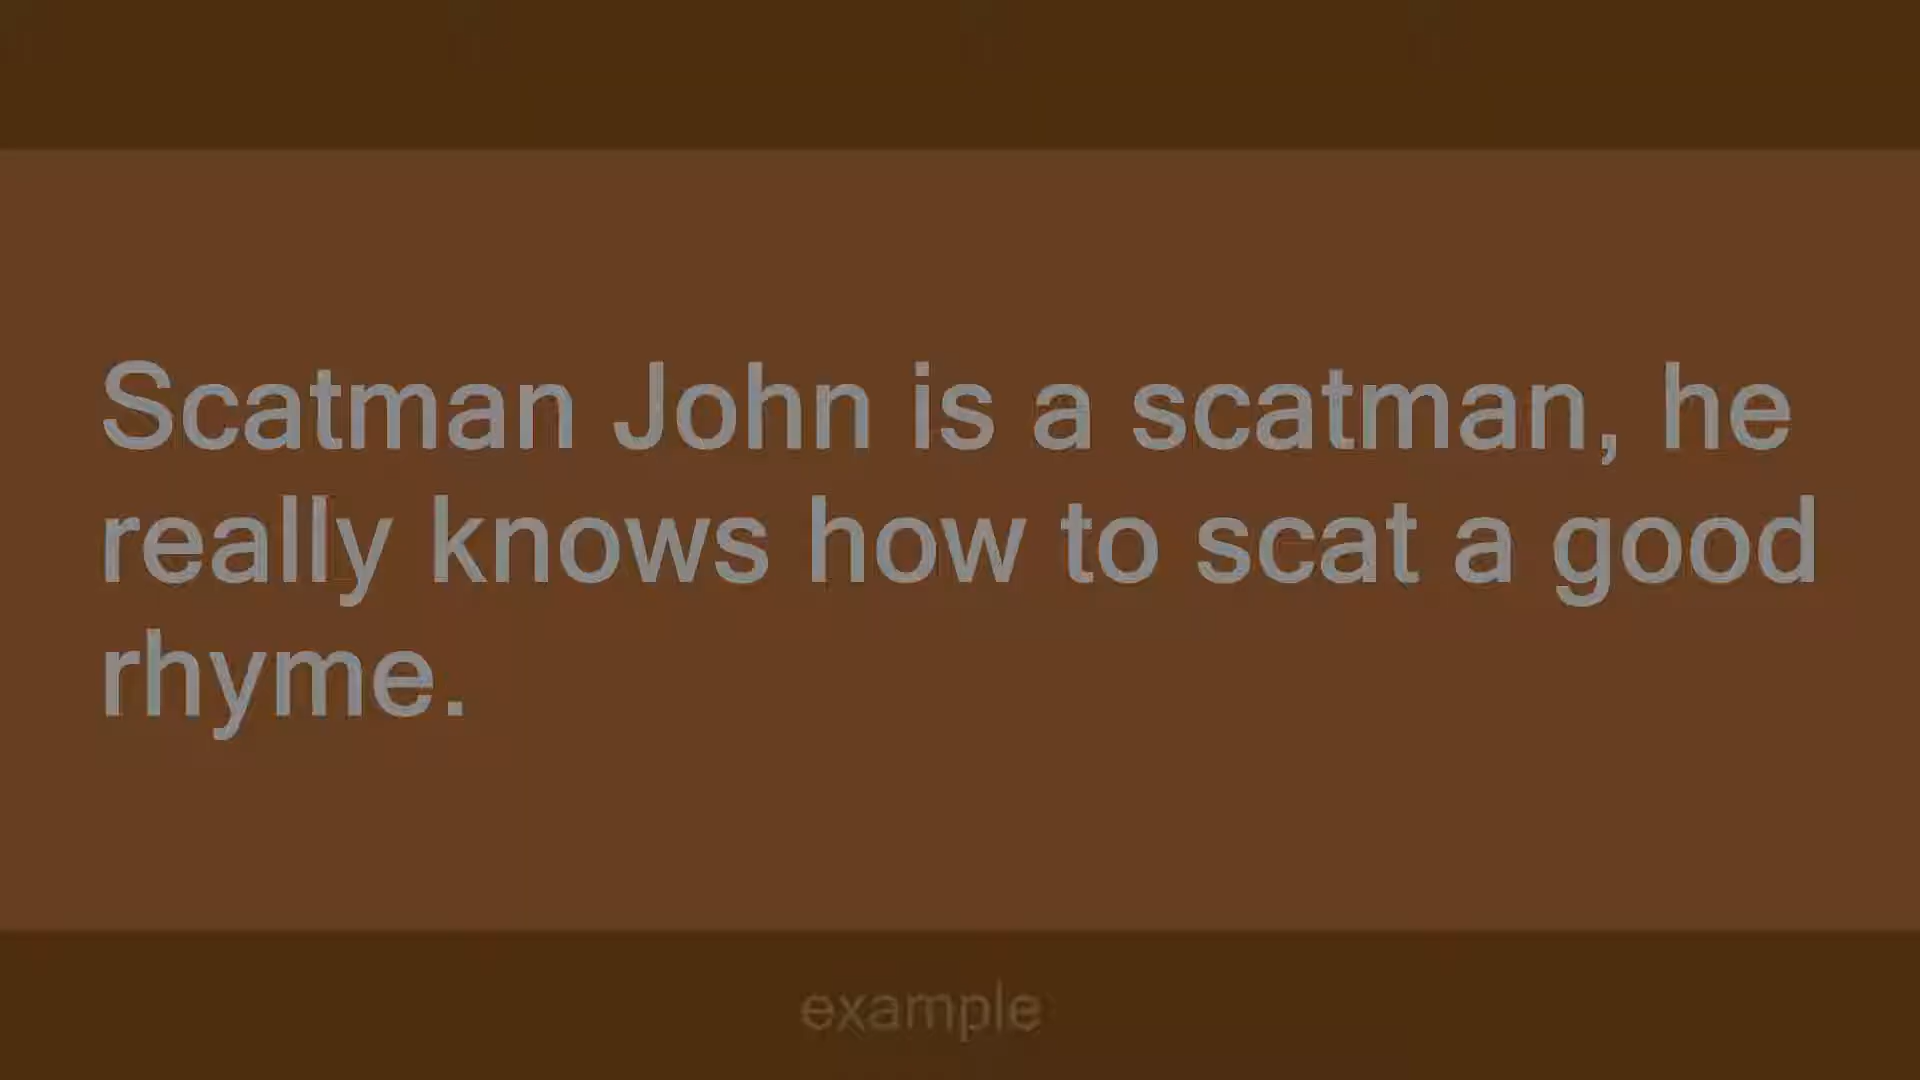 Scatman John is a scatman, he
really knows how to scat a good
rhyme.
example